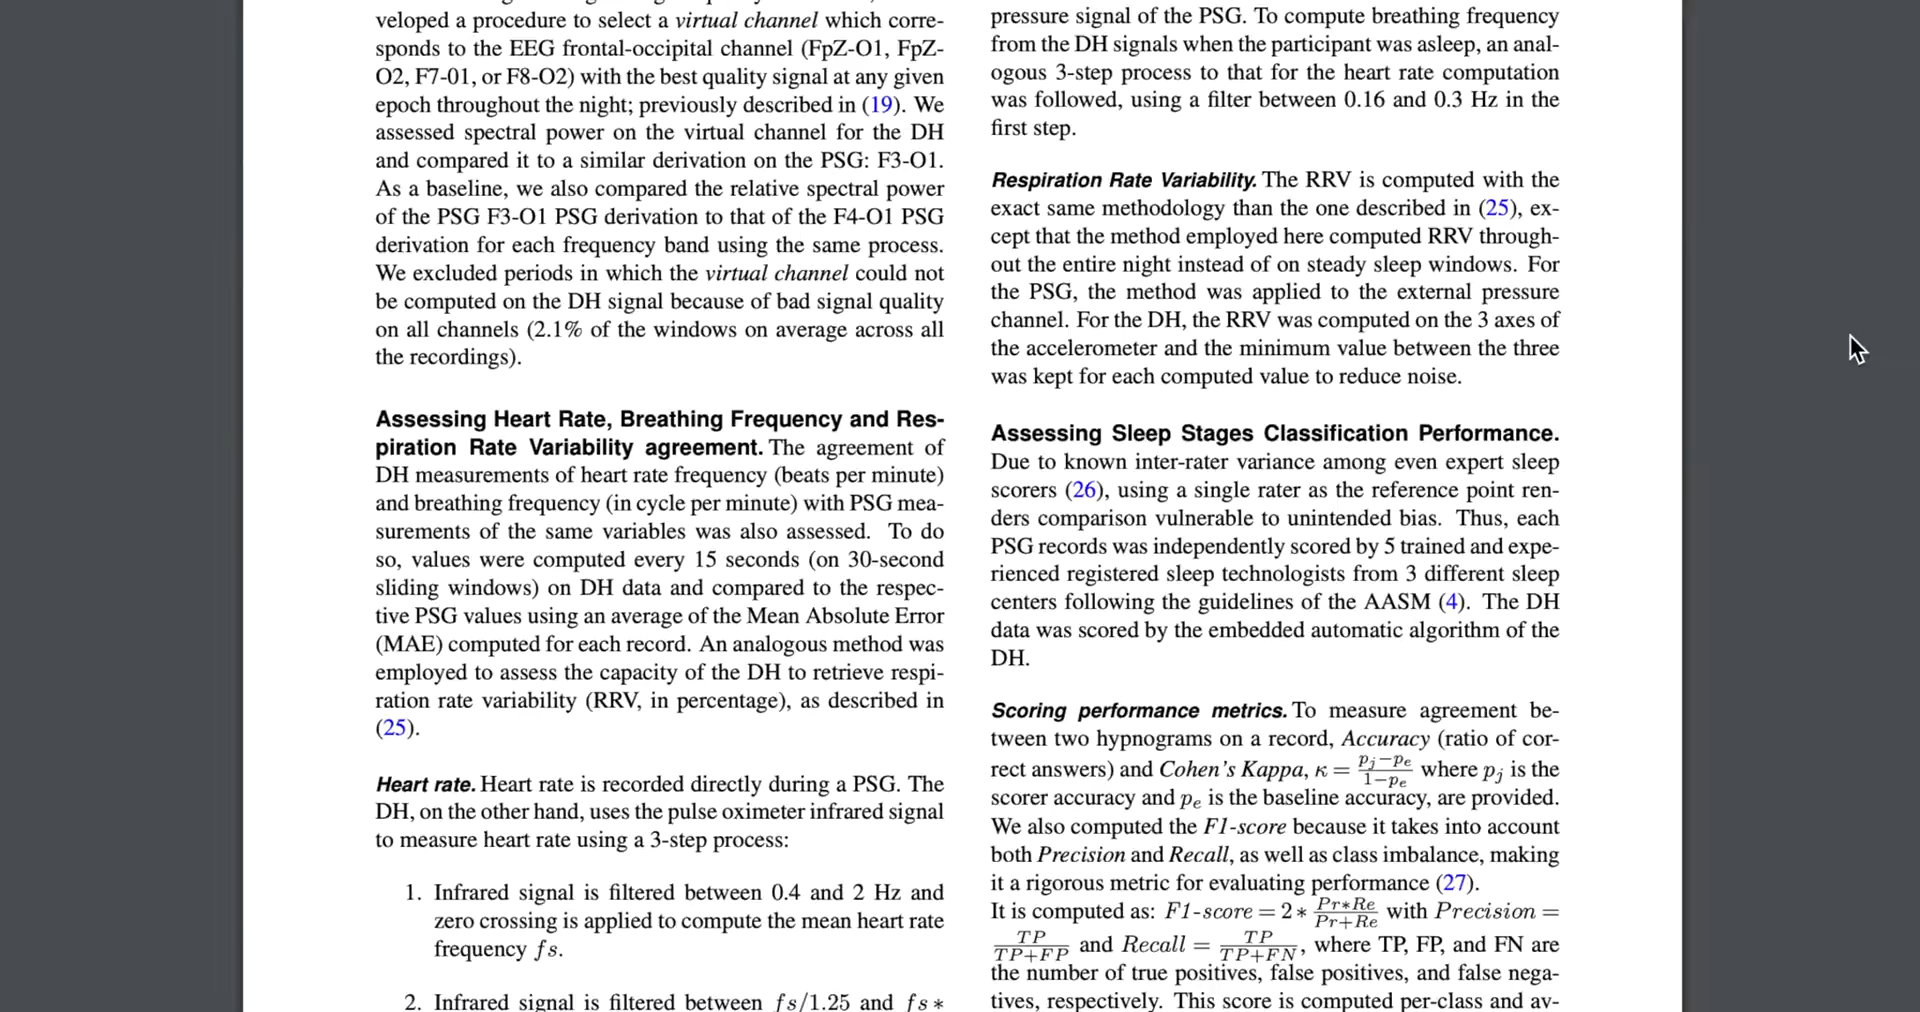 veloped a procedure to select a virtual channel which corre-
sponds to the EEG frontal-occipital channel (FpZ-O1, FpZ-
O2, F7-01, or F8-O2) with the best quality signal at any given
epoch throughout the night; previously described in (19). We
assessed spectral power on the virtual channel for the DH
and compared it to a similar derivation on the PSG: F3-O1.
As a baseline, we also compared the relative spectral power
of the PSG F3-O1 PSG derivation to that of the F4-O1 PSG
derivation for each frequency band using the same process.
We excluded periods in which the virtual channel could not
be computed on the DH signal because of bad signal quality
on all channels (2.1% of the windows on average across all
the recordings).
Assessing Heart Rate, Breathing Frequency and Res-
piration Rate Variability agreement. The agreement of
DH measurements of heart rate frequency (beats per minute)
and breathing frequency (in cycle per minute) with PSG mea-
surements of the same variables was also assessed. To do
so, values were computed every 15 seconds (on 30-second
sliding windows) on DH data and compared to the respec-
tive PSG values using an average of the Mean Absolute Error
(MAE) computed for each record. An analogous method was
employed to assess the capacity of the DH to retrieve respi-
ration rate variability (RRV, in percentage), as described in
(25).
Heart rate. Heart rate is recorded directly during a PSG. The
DH, on the other hand, uses the pulse oximeter infrared signal
to measure heart rate using a 3-step process:
1. Infrared signal is filtered between 0.4 and 2 Hz and
zero crossing is applied to compute the mean heart rate
frequency fs.
2. Infrared signal is filtered between fs/1.25 and fs∗
pressure signal of the PSG. To compute breathing frequency
from the DH signals when the participant was asleep, an anal-
ogous 3-step process to that for the heart rate computation
was followed, using a filter between 0.16 and 0.3 Hz in the
first step.
Respiration Rate Variability. The RRV is computed with the
exact same methodology than the one described in (25), ex-
cept that the method employed here computed RRV through-
out the entire night instead of on steady sleep windows. For
the PSG, the method was applied to the external pressure
channel. For the DH, the RRV was computed on the 3 axes of
the accelerometer and the minimum value between the three
was kept for each computed value to reduce noise.
Assessing Sleep Stages Classification Performance.
Due to known inter-rater variance among even expert sleep
scorers (26), using a single rater as the reference point ren-
ders comparison vulnerable to unintended bias. Thus, each
PSG records was independently scored by 5 trained and expe-
rienced registered sleep technologists from 3 different sleep
centers following the guidelines of the AASM (4). The DH
data was scored by the embedded automatic algorithm of the
DH.
Scoring performance metrics. To measure agreement be-
tween two hypnograms on a record, Accuracy (ratio of cor-
rect answers) and Cohen's Kappa, κ = (p_j−p_e)/(1−p_e) where p_j is the
scorer accuracy and p_e is the baseline accuracy, are provided.
We also computed the F1-score because it takes into account
both Precision and Recall, as well as class imbalance, making
it a rigorous metric for evaluating performance (27).
It is computed as: F1-score = 2∗ (Pr∗Re)/(Pr+Re) with Precision =
TP/(TP+FP) and Recall = TP/(TP+FN), where TP, FP, and FN are
the number of true positives, false positives, and false nega-
tives, respectively. This score is computed per-class and av-